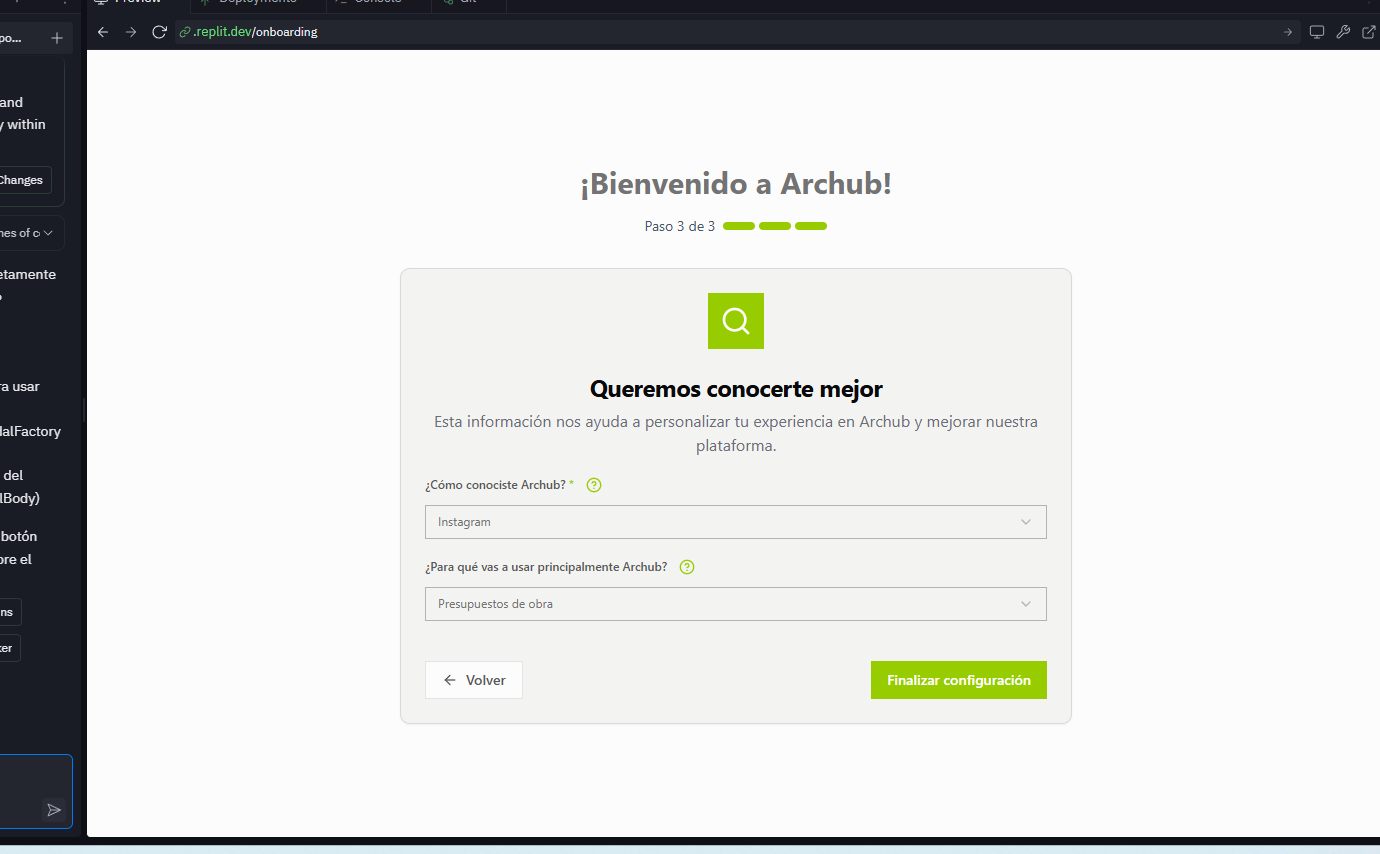 Preview
Deployments
Console
Git
po...
.replit.dev/onboarding
and
within
Changes
nes of c
etamente
a usar
dalFactory
del
lBody)
botón
re el
ns
ter
¡Bienvenido a Archub!
Paso 3 de 3
Queremos conocerte mejor
Esta información nos ayuda a personalizar tu experiencia en Archub y mejorar nuestra
plataforma.
¿Cómo conociste Archub? *
Instagram
¿Para qué vas a usar principalmente Archub?
Presupuestos de obra
Volver
Finalizar configuración